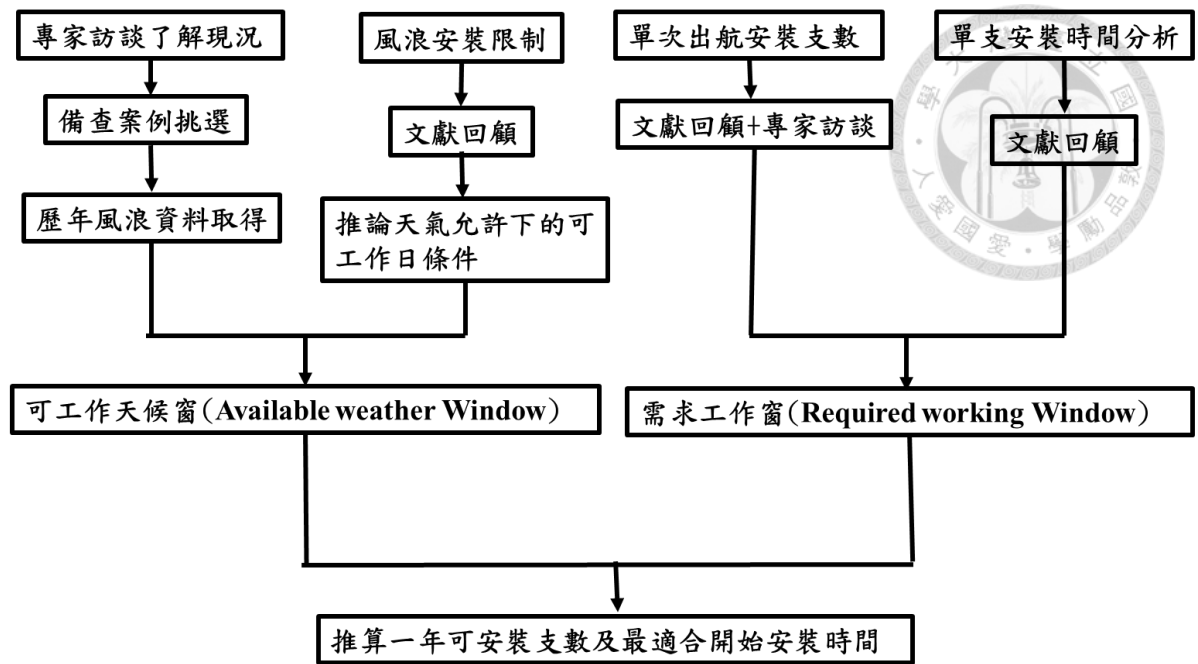 專家訪談了解現況
風浪安裝限制
單次出航安裝支數
單支安裝時間分析
備查案例挑選
文獻回顧
文獻回顧+專家訪談
文獻回顧
歷年風浪資料取得
推論天氣允許下的可
工作日條件
可工作天候窗(Available weather Window)
需求工作窗(Required working Window)
推算一年可安裝支數及最適合開始安裝時間